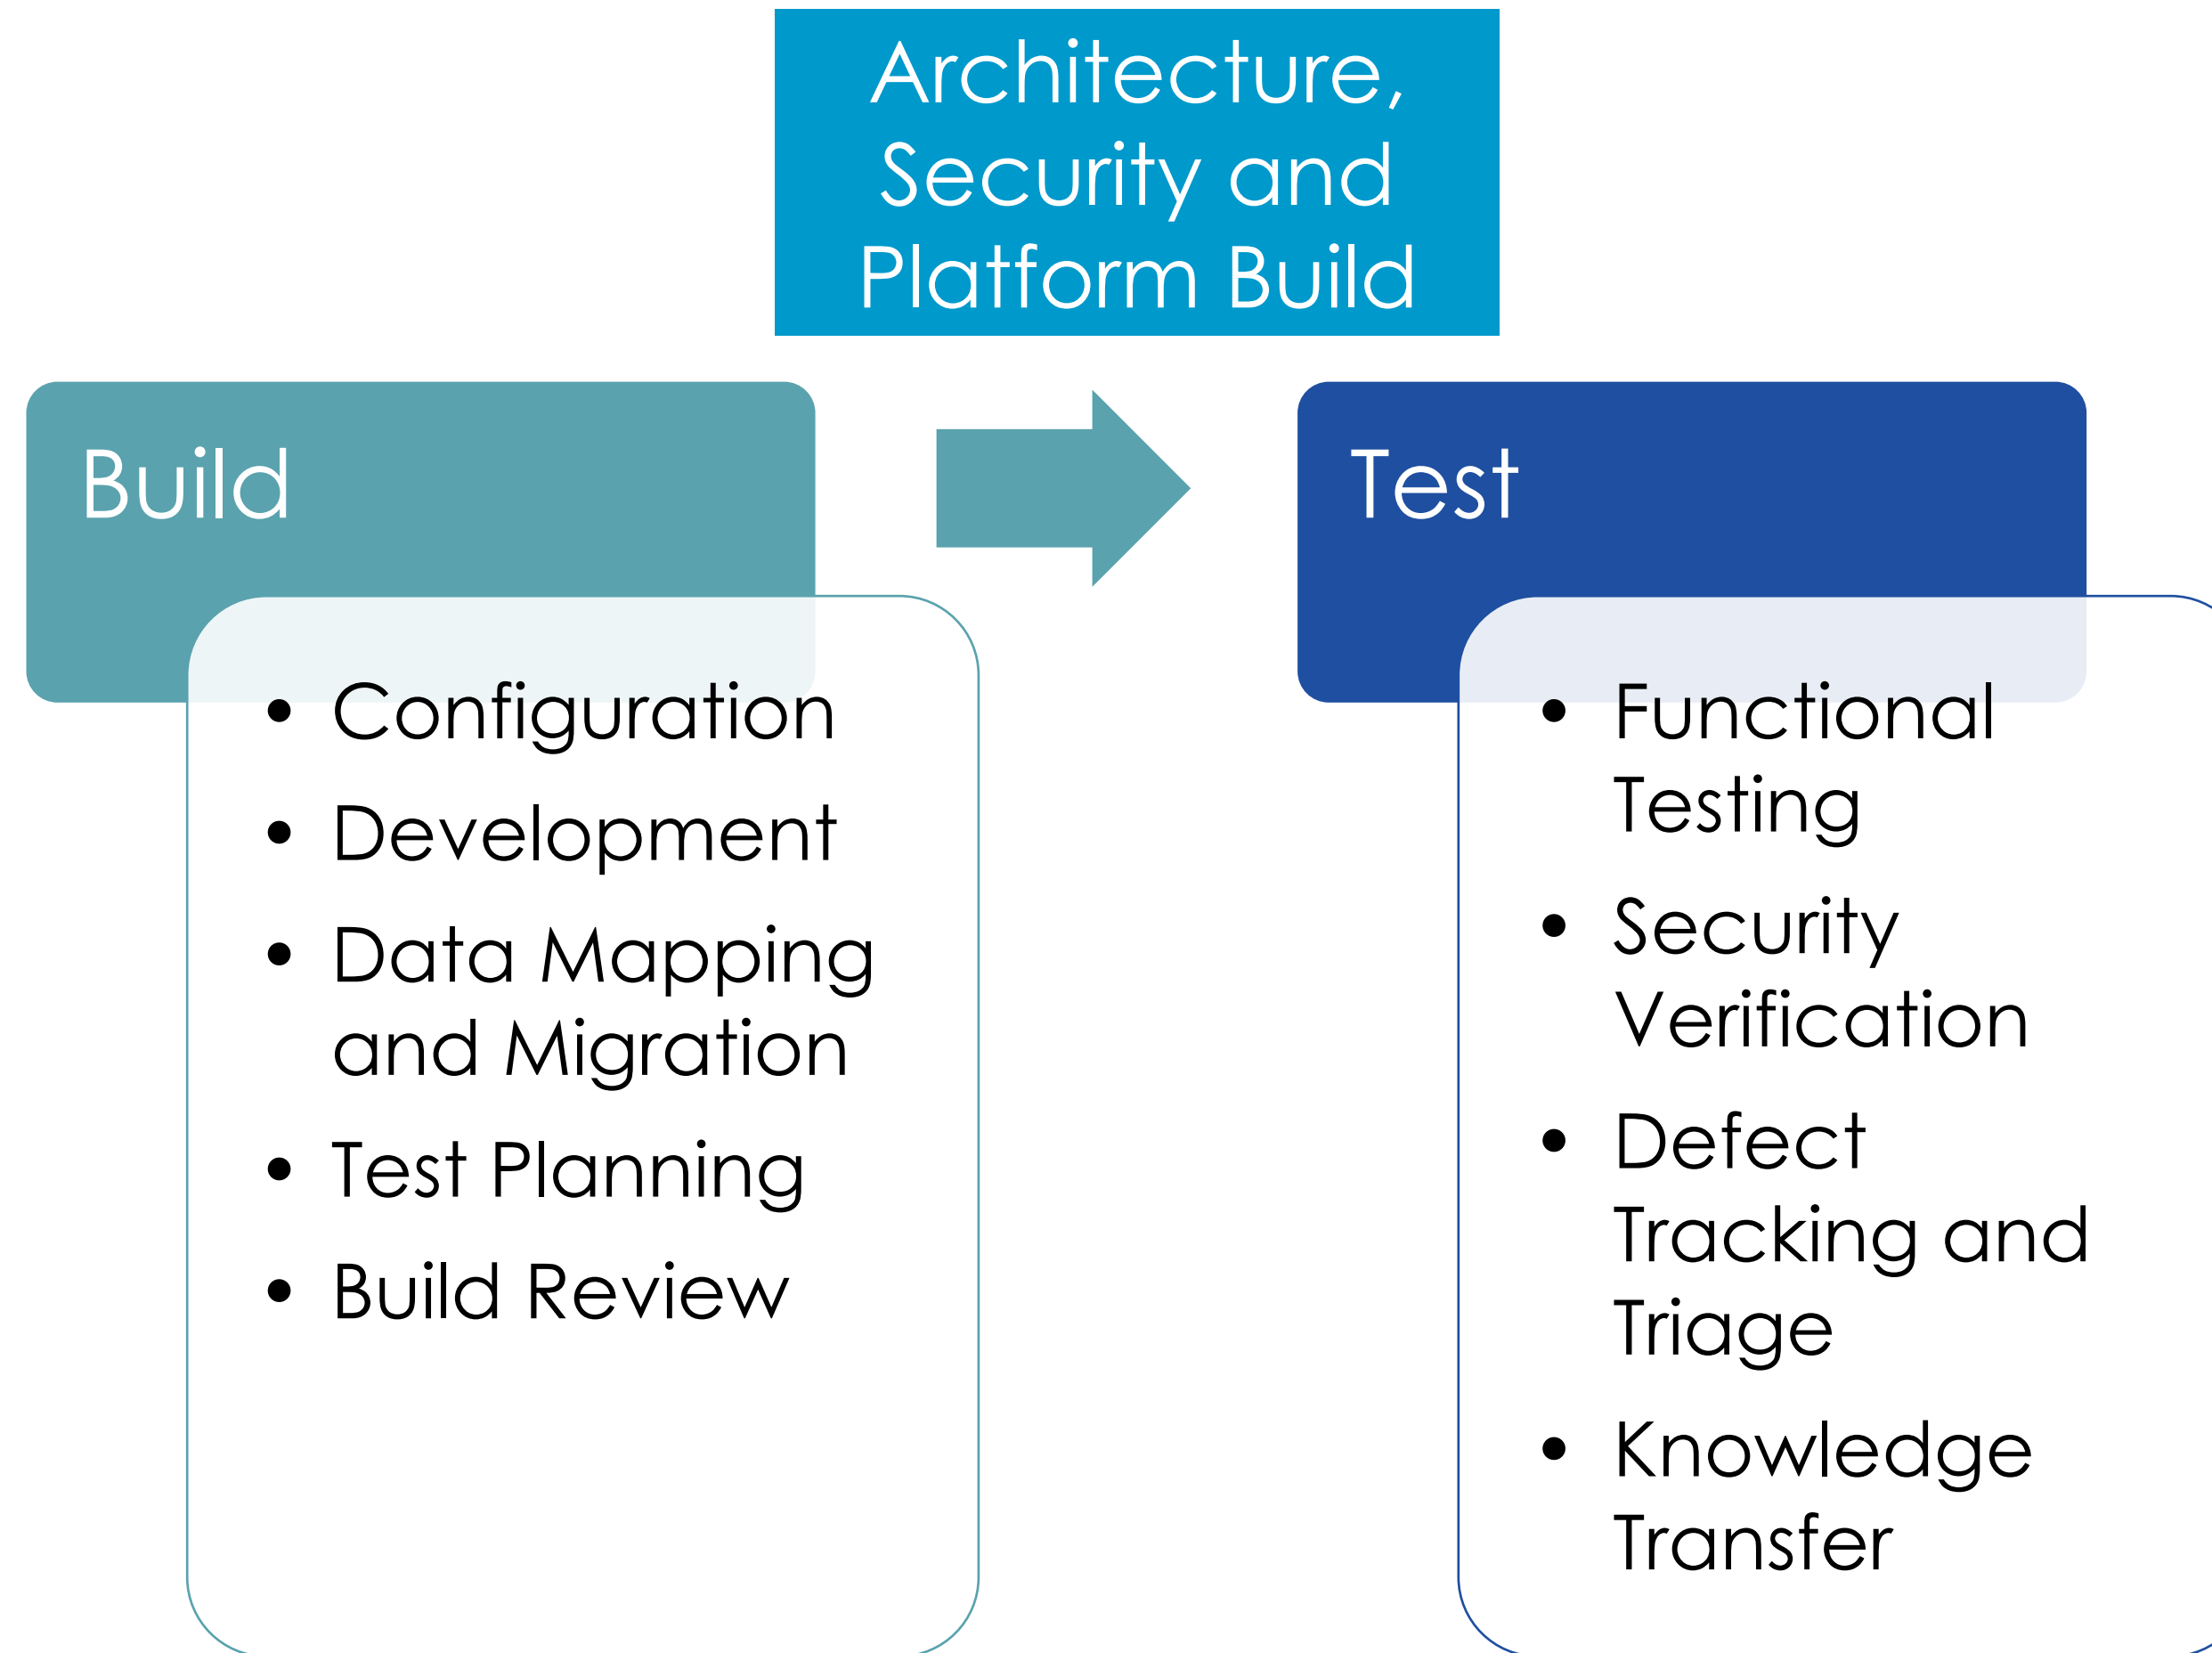 Architecture,
Security and
Platform Build
Build
• Configuration
• Development
• Data Mapping
and Migration
• Test Planning
• Build Review
Test
• Functional
Testing
• Security
Verification
• Defect
Tracking and
Triage
• Knowledge
Transfer